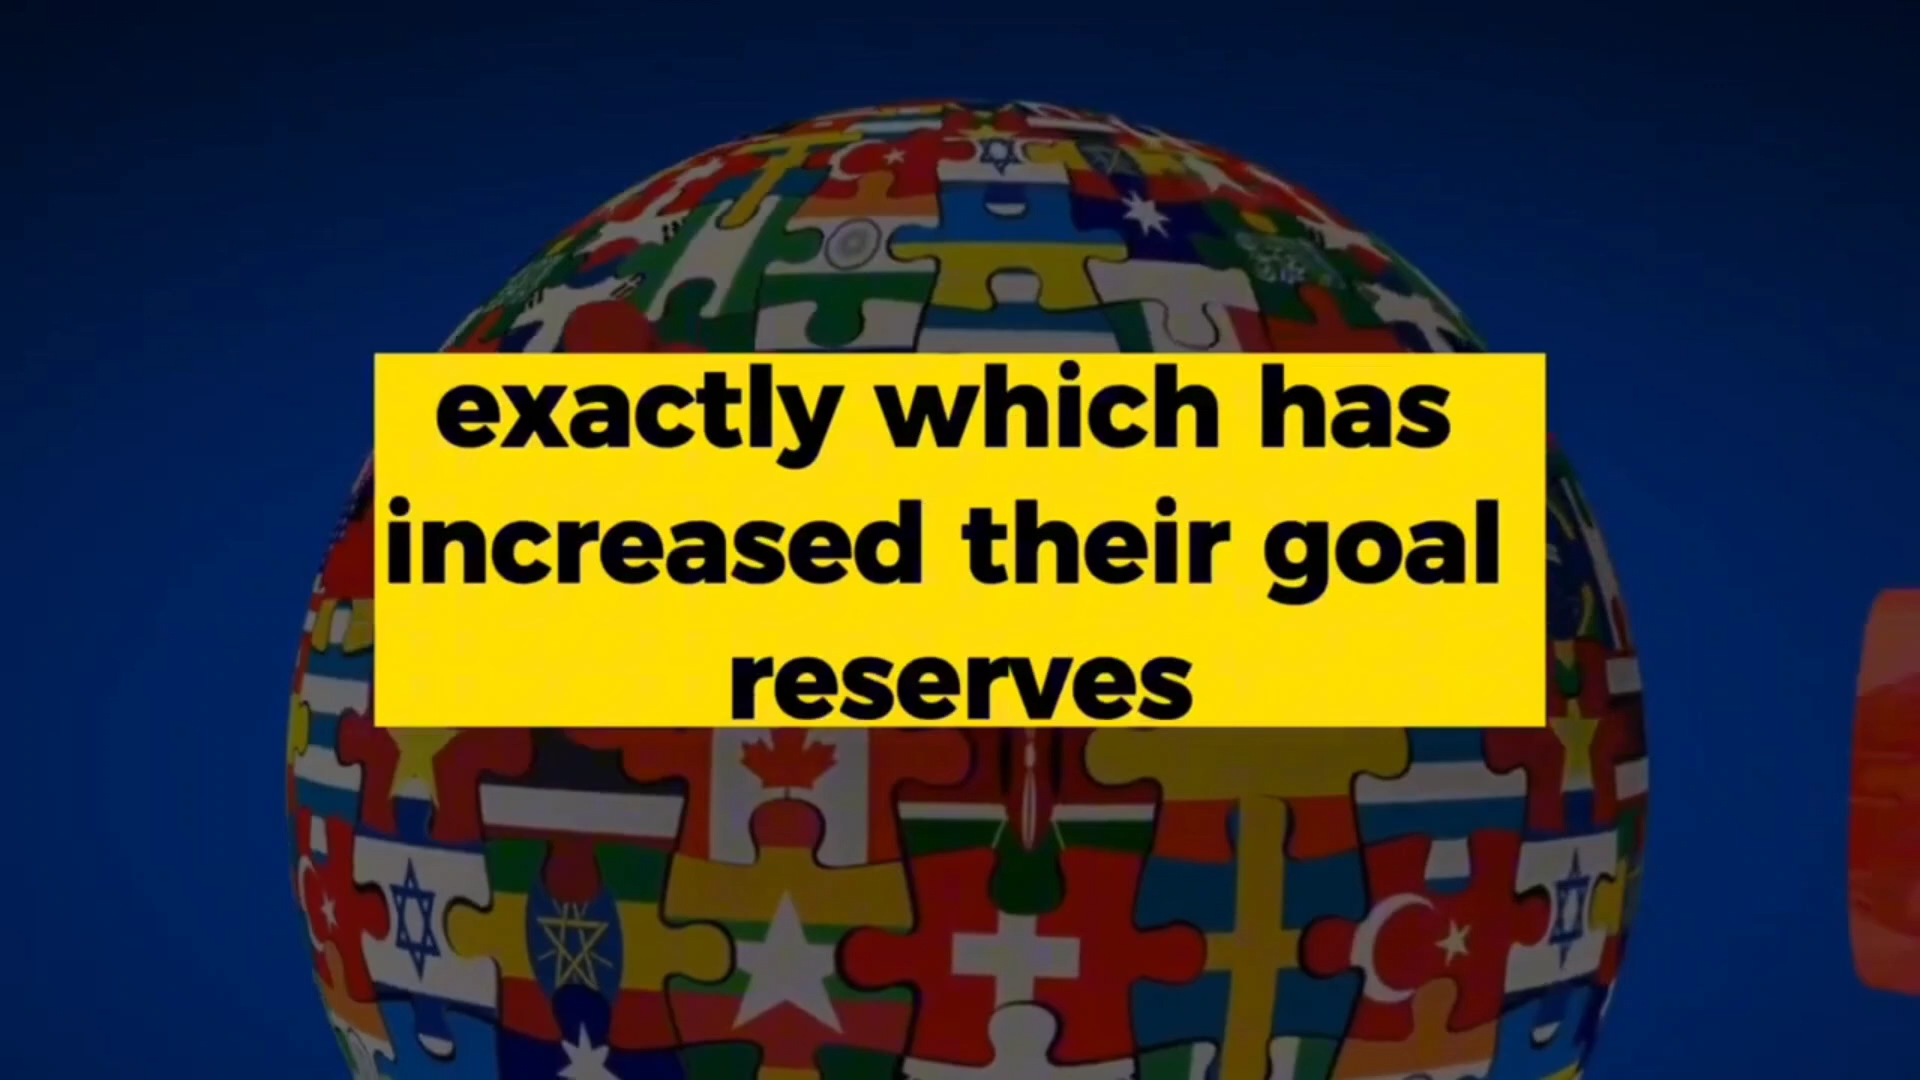 exactly which has
increased their goal
reserves